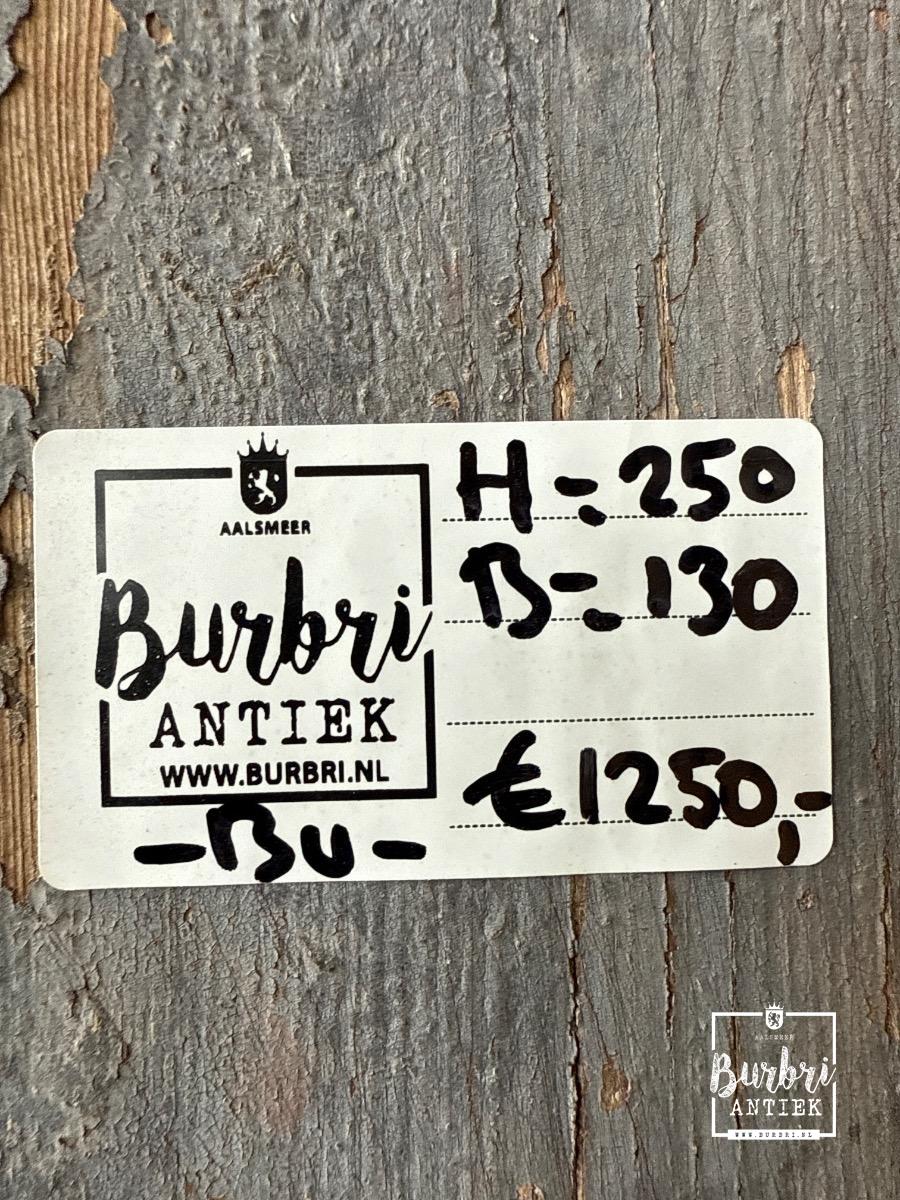 AALSMEER
Burbri
ANTIEK
WWW.BURBRI.NL
-Bu-
H=250
B=130
€1250,-
AALSMEER
Burbri
ANTIEK
WWW.BURBRI.NL